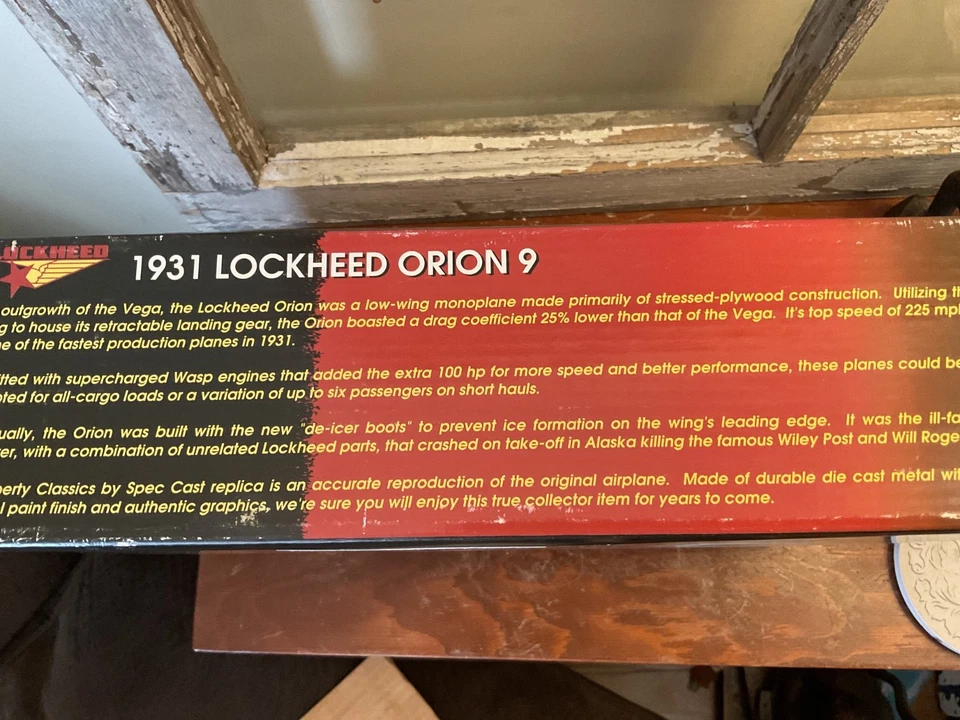 LOCKHEED
1931 LOCKHEED ORION 9
outgrowth of the Vega, the Lockheed Orion was a low-wing monoplane made primarily of stressed-plywood construction. Utilizing
to house its retractable landing gear, the Orion boasted a drag coefficient 25% lower than that of the Vega. It's top speed of 225 mph
of the fastest production planes in 1931.
with supercharged Wasp engines that added the extra 100 hp for more speed and better performance, these planes could be
for all-cargo loads or a variation of up to six passengers on short hauls.
the Orion was built with the new "de-icer boots" to prevent ice formation on the wing's leading edge. It was the
with a combination of unrelated Lockheed parts, that crashed on take-off in Alaska killing the famous Wiley Post and Will
Classics by Spec Cast replica is an accurate reproduction of the original airplane. Made of durable die cast metal
paint finish and authentic graphics, we're sure you will enjoy this true collector item for years to come.